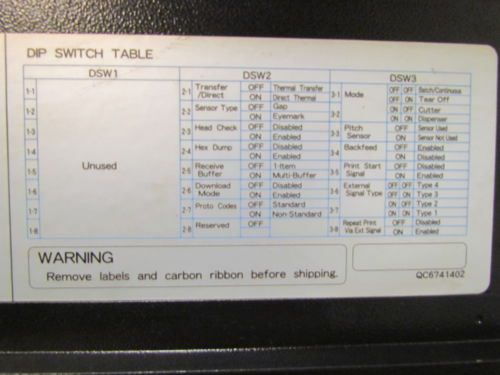 DIP SWITCH TABLE
DSW1 DSW2 DSW3
1-1 2-1 Transfer /Direct OFF Thermal Transfer 3-1 Mode OFF OFF Batch/Continuous
ON Direct Thermal OFF ON Tear Off
1-2 2-2 Sensor Type OFF Gap 3-2 ON OFF Cutter
ON Eyemark ON ON Dispenser
1-3 2-3 Head Check OFF Disabled 3-3 Pitch Sensor OFF Sensor Used
ON Enabled ON Sensor Not Used
1-4 2-4 Hex Dump OFF Disabled 3-4 Backfeed OFF Enabled
ON Enabled ON Disabled
1-5 Unused 2-5 Receive Buffer OFF 1-Item 3-5 Print Start Signal OFF Enabled
ON Multi-Buffer ON Disabled
1-6 2-6 Download Mode OFF Disabled 3-6 External Signal Type OFF OFF Type 4
ON Enabled OFF ON Type 3
1-7 2-7 Proto Codes OFF Standard 3-7 ON OFF Type 2
ON Non-Standard ON ON Type 1
1-8 2-8 Reserved OFF 3-8 Repeat Print Via Ext Signal OFF Disabled
ON Enabled
WARNING
Remove labels and carbon ribbon before shipping.
QC6741402